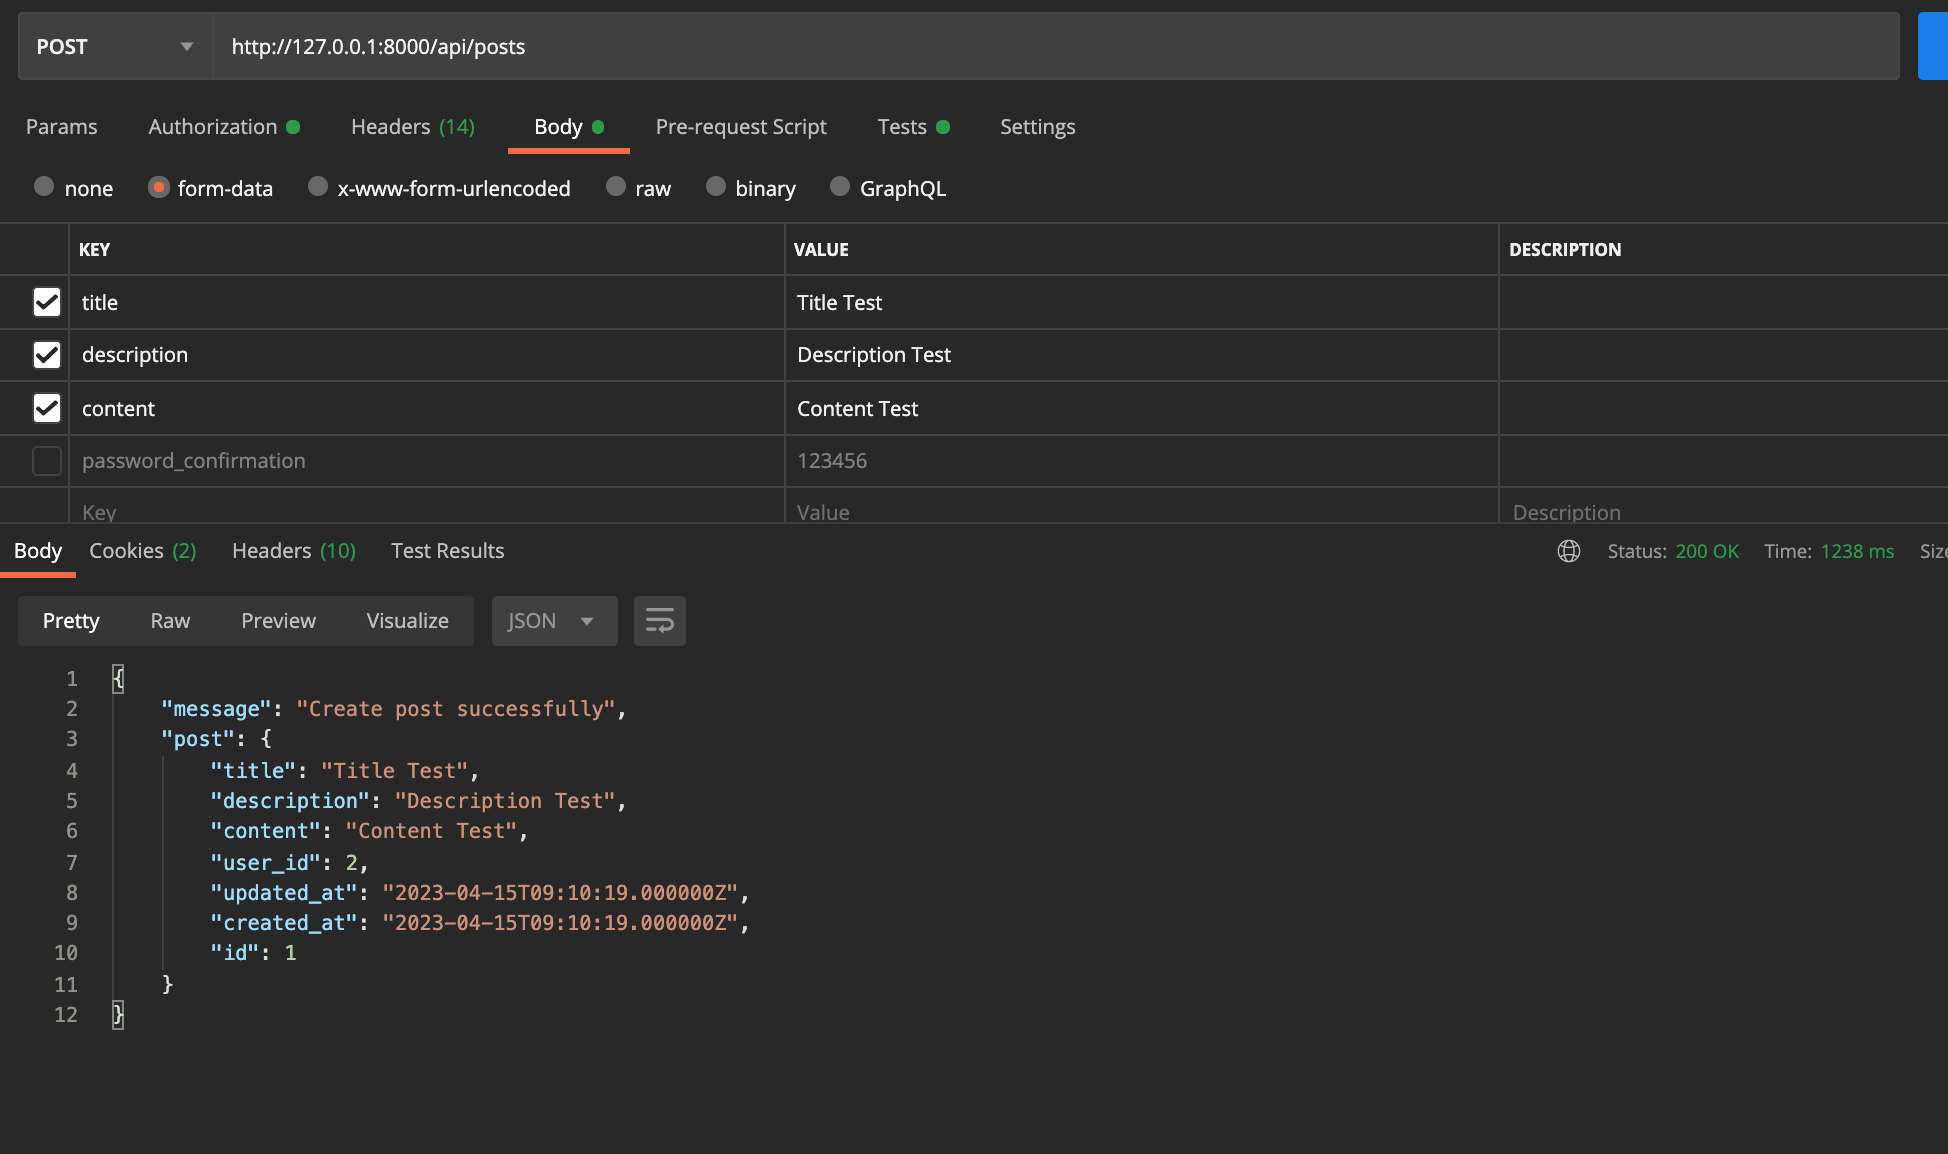 POST http://127.0.0.1:8000/api/posts
Params Authorization Headers (14) Body Pre-request Script Tests Settings
none form-data x-www-form-urlencoded raw binary GraphQL
KEY VALUE DESCRIPTION
title Title Test
description Description Test
content Content Test
password_confirmation 123456
Key Value Description
Body Cookies (2) Headers (10) Test Results Status: 200 OK Time: 1238 ms
Pretty Raw Preview Visualize JSON
1 {
2 "message": "Create post successfully",
3 "post": {
4 "title": "Title Test",
5 "description": "Description Test",
6 "content": "Content Test",
7 "user_id": 2,
8 "updated_at": "2023-04-15T09:10:19.000000Z",
9 "created_at": "2023-04-15T09:10:19.000000Z",
10 "id": 1
11 }
12 }